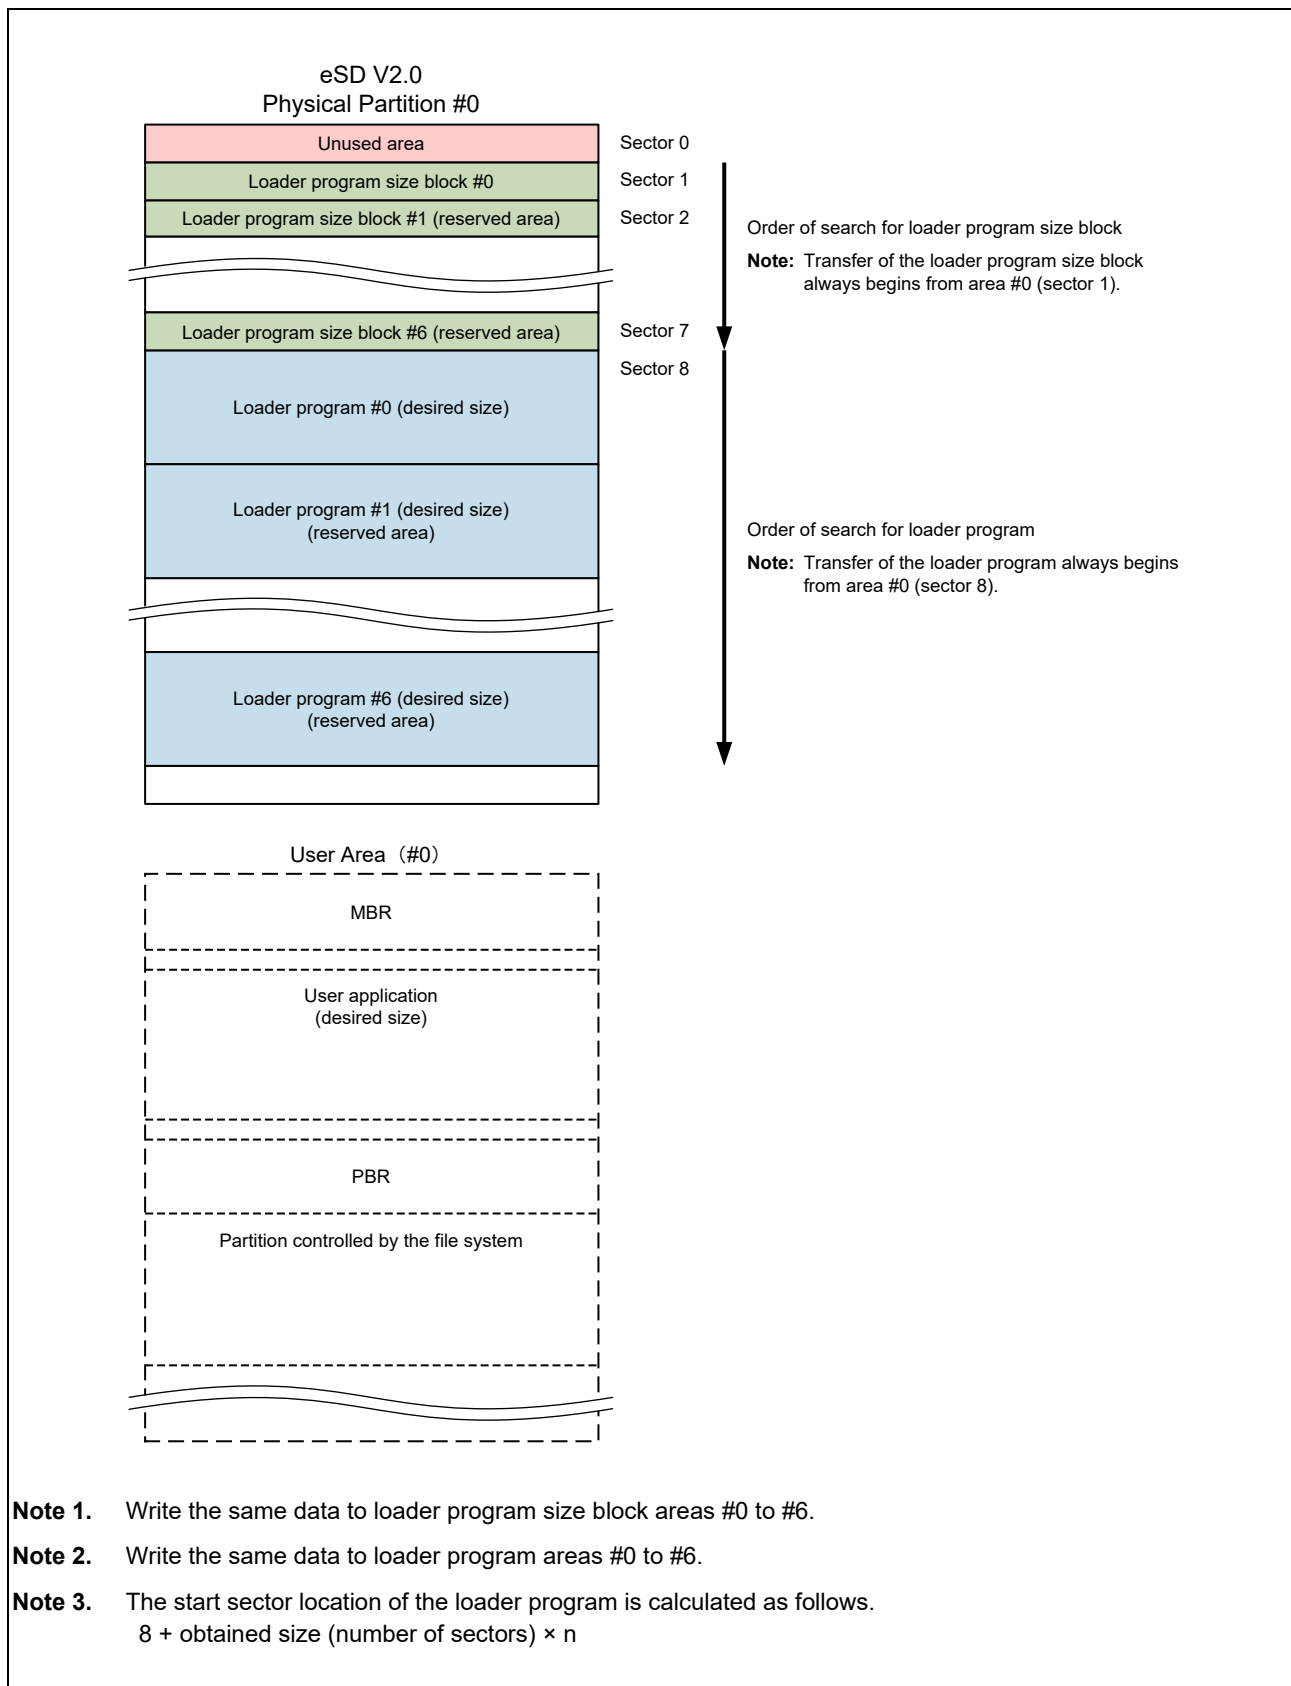 eSD V2.0
Physical Partition #0
Unused area
Sector 0
Loader program size block #0
Sector 1
Loader program size block #1 (reserved area)
Sector 2
Order of search for loader program size block
Note: Transfer of the loader program size block
always begins from area #0 (sector 1).
Loader program size block #6 (reserved area)
Sector 7
Sector 8
Loader program #0 (desired size)
Loader program #1 (desired size)
(reserved area)
Order of search for loader program
Note: Transfer of the loader program always begins
from area #0 (sector 8).
Loader program #6 (desired size)
(reserved area)
User Area（#0）
MBR
User application
(desired size)
PBR
Partition controlled by the file system
Note 1. Write the same data to loader program size block areas #0 to #6.
Note 2. Write the same data to loader program areas #0 to #6.
Note 3. The start sector location of the loader program is calculated as follows.
8 + obtained size (number of sectors) × n